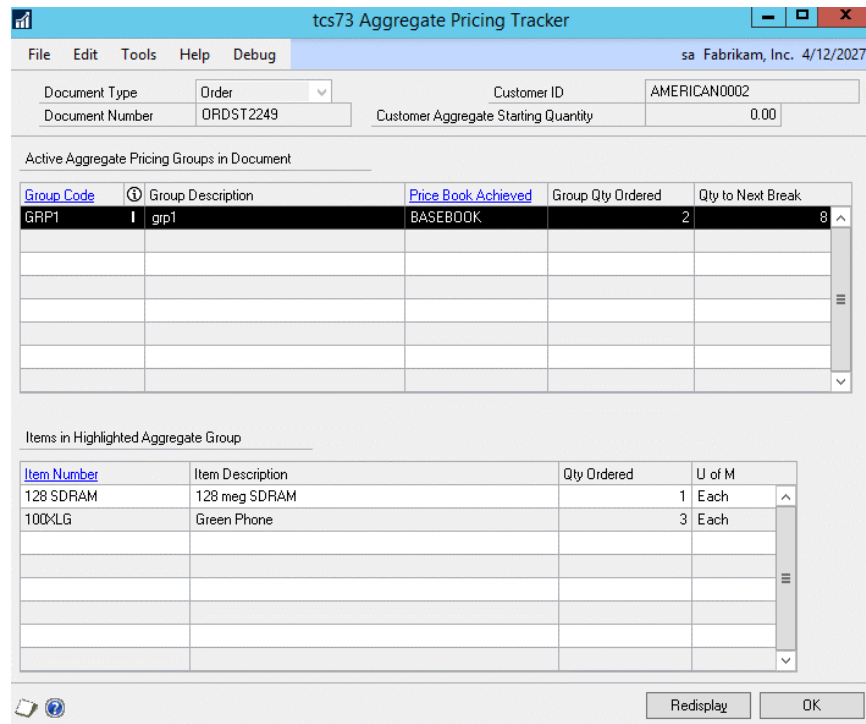 tcs73 Aggregate Pricing Tracker
File Edit Tools Help Debug sa Fabrikam, Inc. 4/12/2027
Document Type Order Customer ID AMERICAN0002
Document Number ORDST2249 Customer Aggregate Starting Quantity 0.00
Active Aggregate Pricing Groups in Document
Group Code Group Description Price Book Achieved Group Qty Ordered Qty to Next Break
GRP1 I grp1 BASEBOOK 2 8
Items in Highlighted Aggregate Group
Item Number Item Description Qty Ordered U of M
128 SDRAM 128 meg SDRAM 1 Each
100XLG Green Phone 3 Each
Redisplay OK